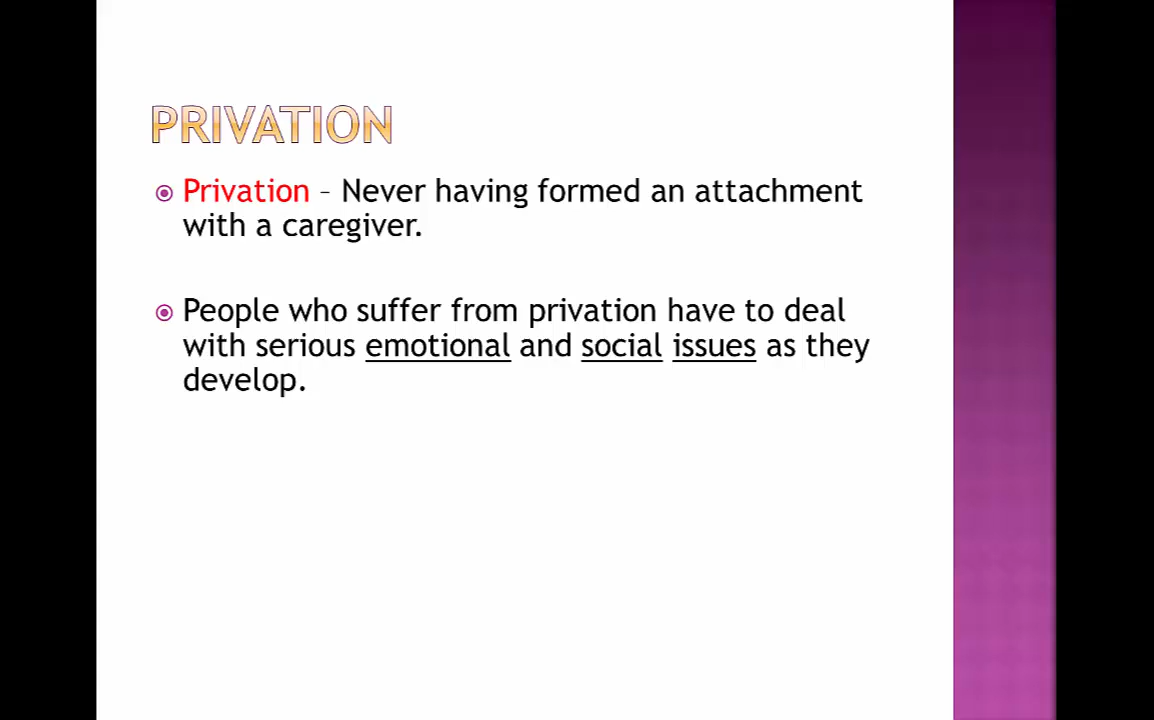 PRIVATION
Privation – Never having formed an attachment
with a caregiver.
People who suffer from privation have to deal
with serious emotional and social issues as they
develop.